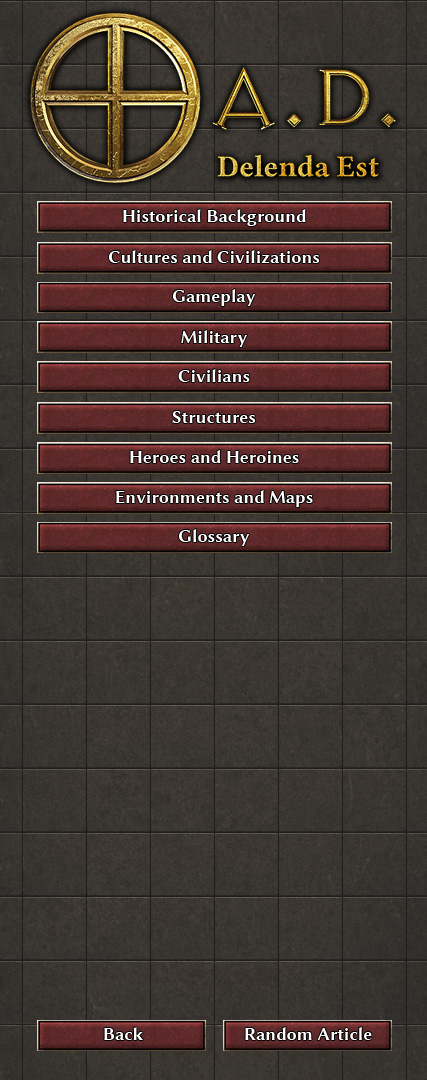 A. D.
Delenda Est
Historical Background
Cultures and Civilizations
Gameplay
Military
Civilians
Structures
Heroes and Heroines
Environments and Maps
Glossary
Back
Random Article